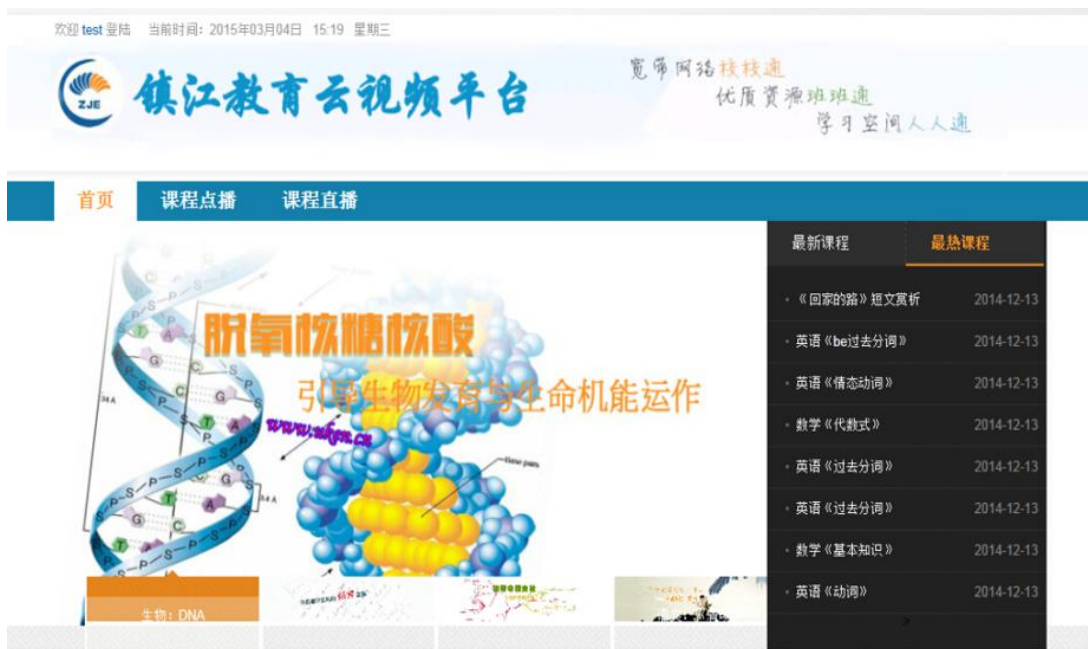 欢迎 test 登陆 当前时间：2015年03月04日 15:19 星期三
ZJE
镇江教育云视频平台
宽带网络校校通
优质资源班班通
学习空间人人通
首页 课程点播 课程直播
脱氧核糖核酸
引导生物发育与生命机能运作
www.uken.cn
Base pairs
34 A
3.4 A
生物：DNA
最新课程 最热课程
《回家的路》短文赏析 2014-12-13
英语《be过去分词》 2014-12-13
英语《情态动词》 2014-12-13
数学《代数式》 2014-12-13
英语《过去分词》 2014-12-13
英语《过去分词》 2014-12-13
数学《基本知识》 2014-12-13
英语《动词》 2014-12-13
>